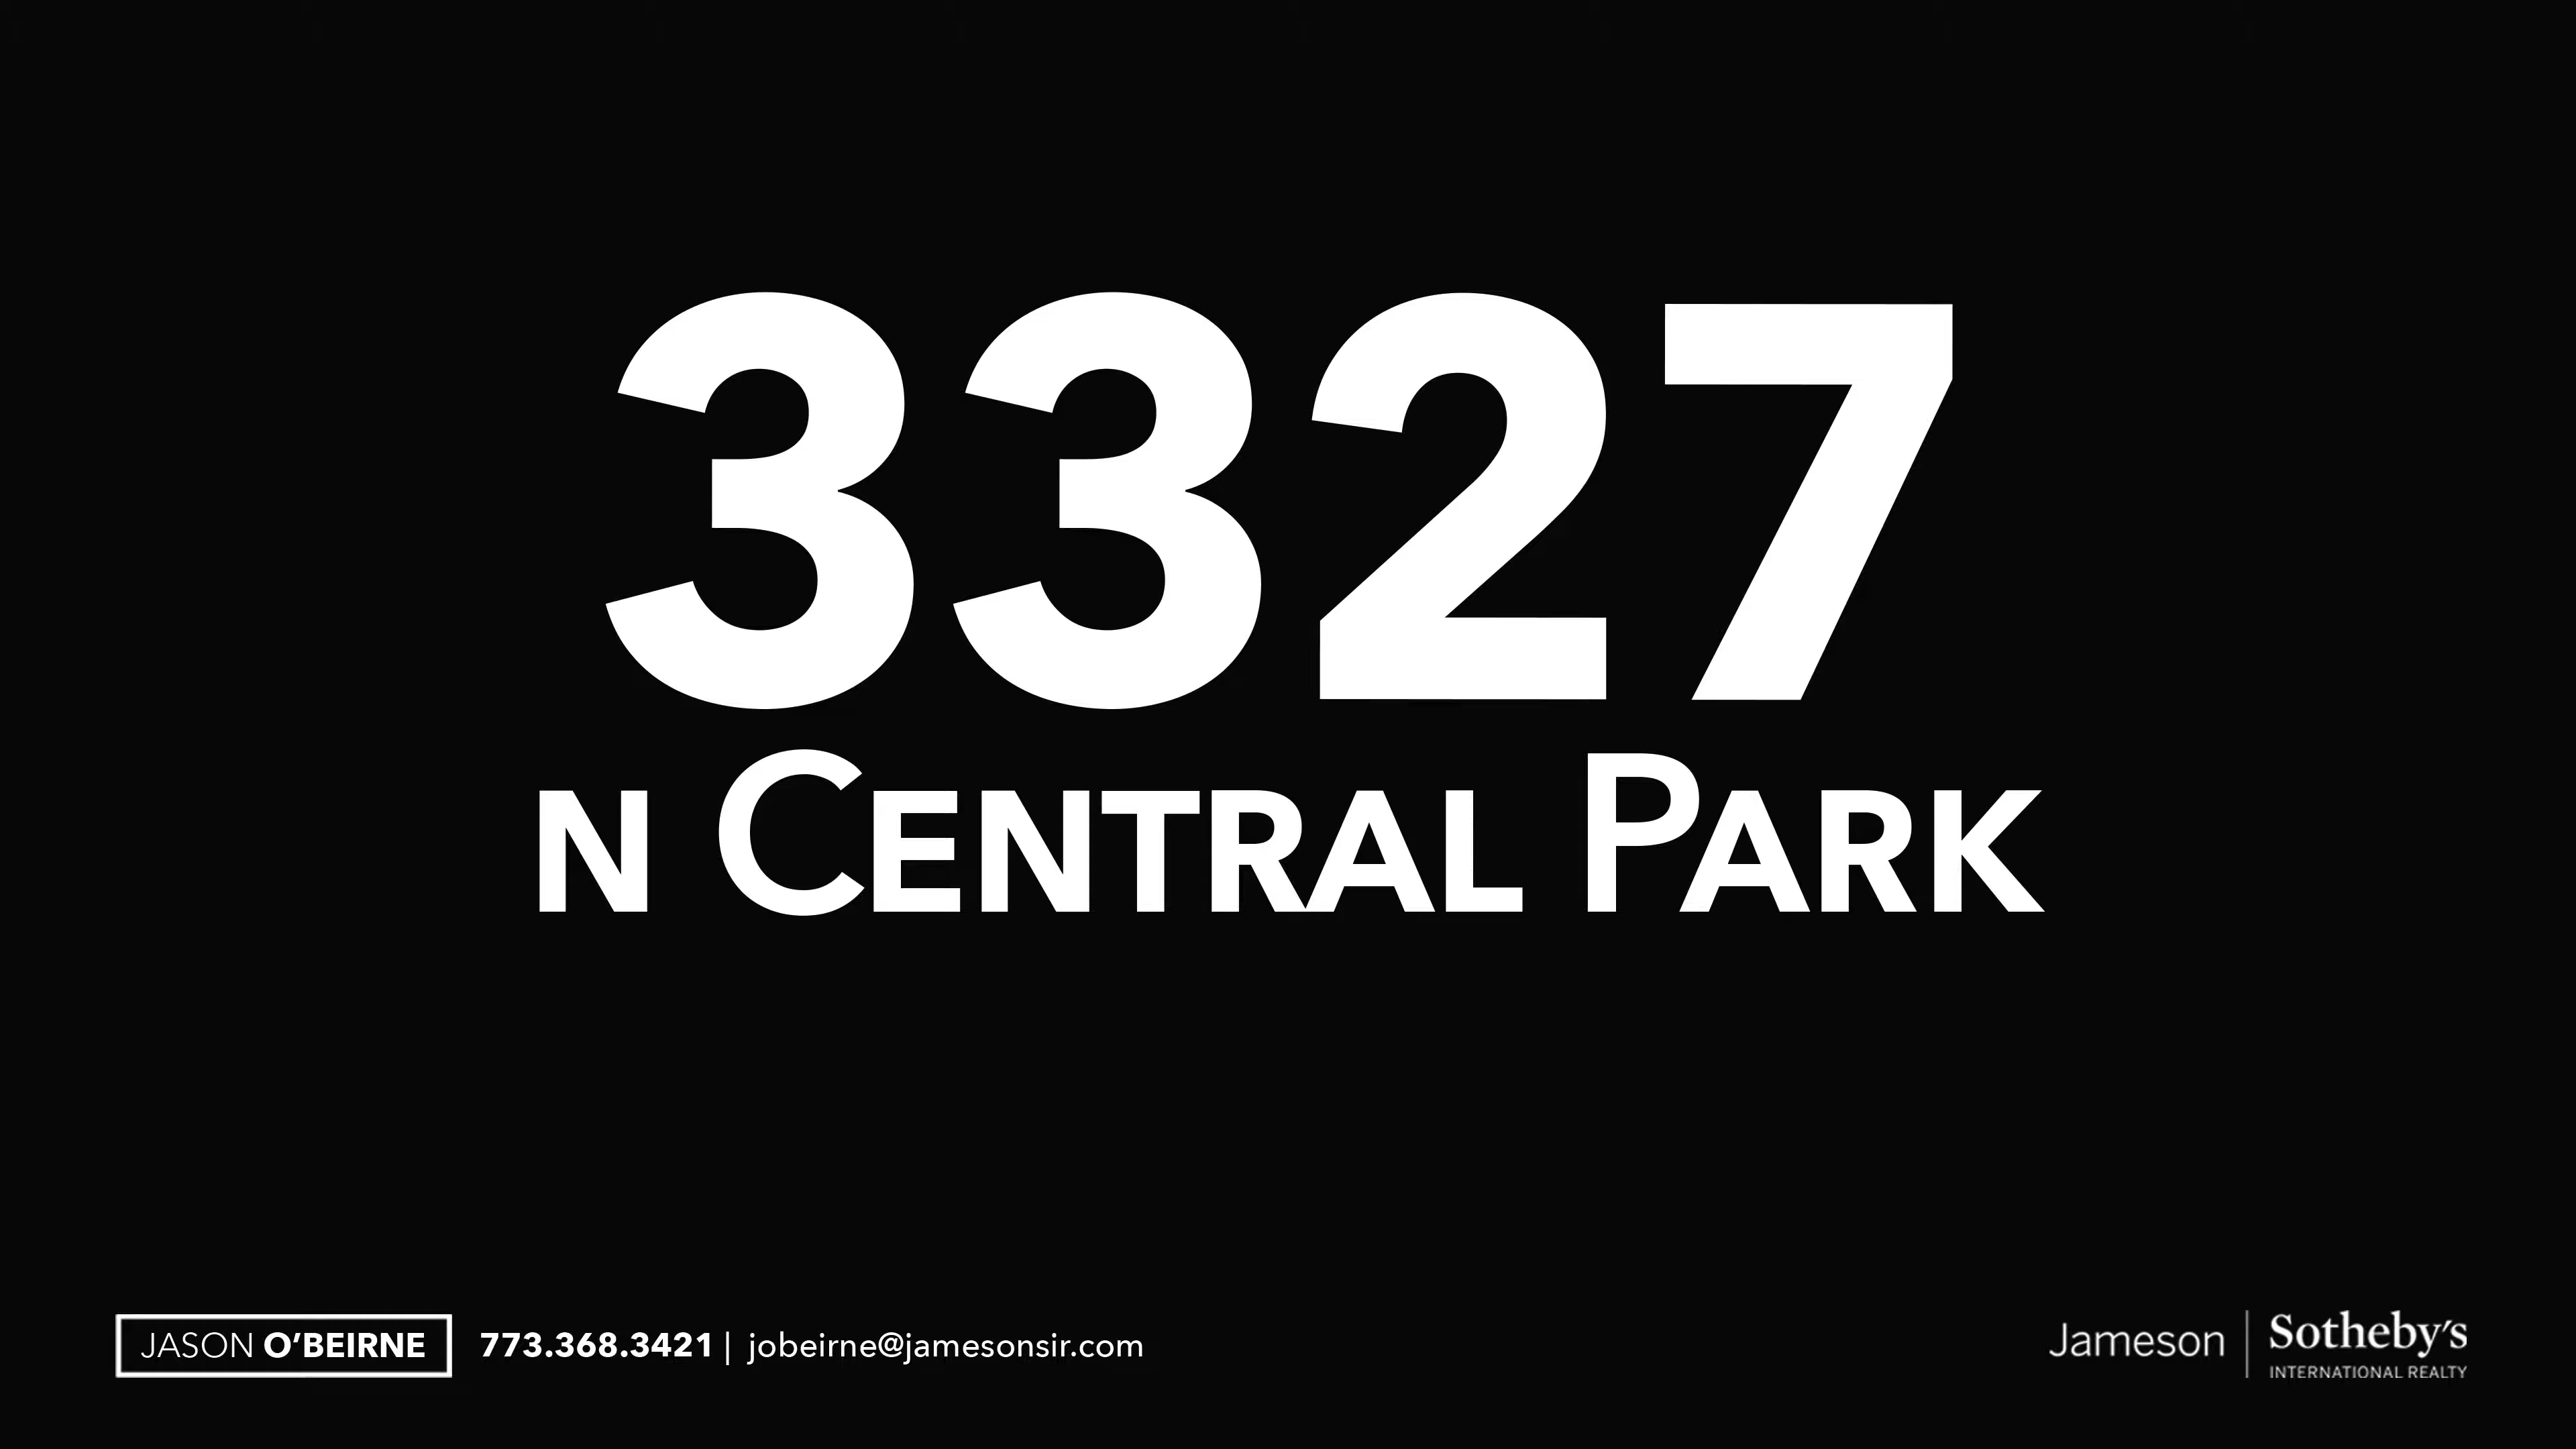 3327
N CENTRAL PARK
JASON O’BEIRNE 773.368.3421 | jobeirne@jamesonsir.com
Jameson | Sotheby's
INTERNATIONAL REALTY